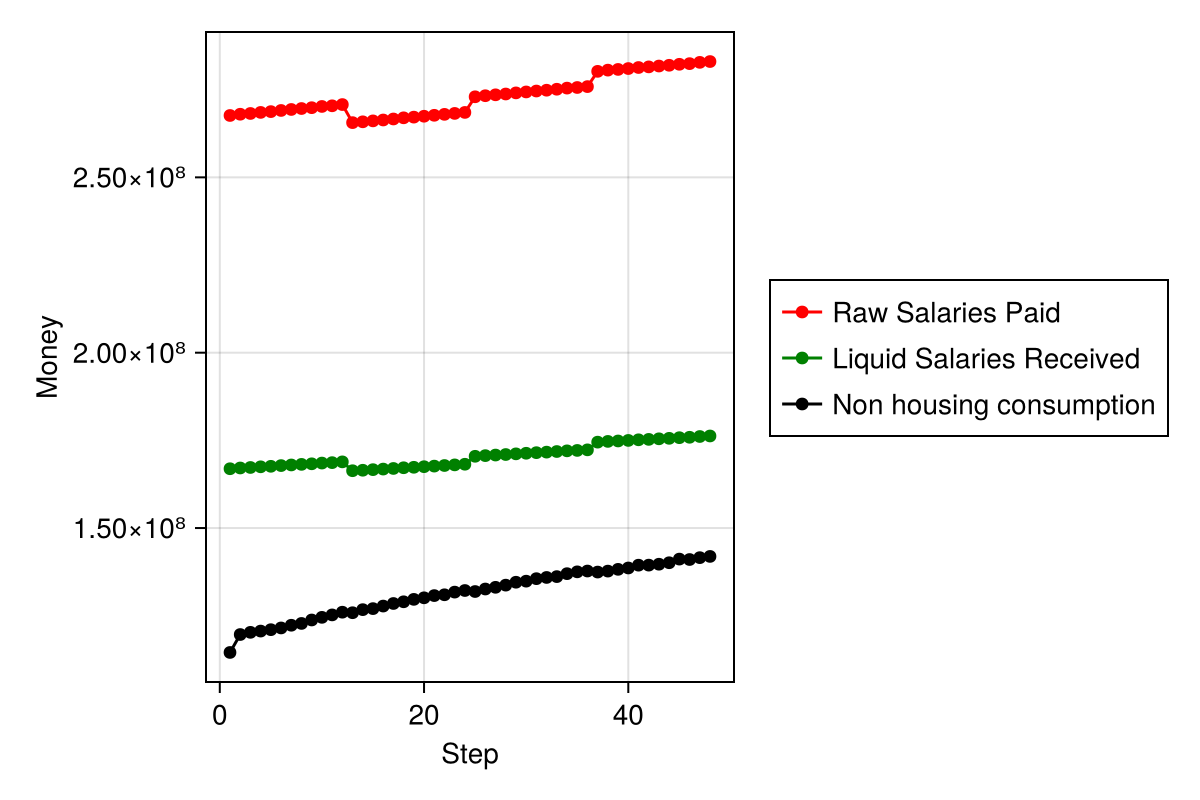 2.50×10⁸
2.00×10⁸
1.50×10⁸
Money
0 20 40
Step
Raw Salaries Paid
Liquid Salaries Received
Non housing consumption